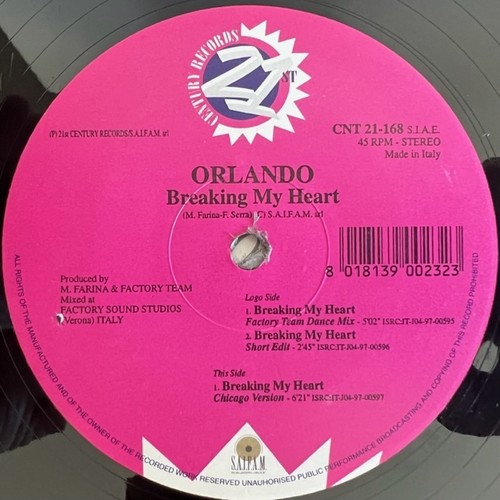 21ST CENTURY RECORDS
(P) 21st CENTURY RECORDS/S.A.I.F.A.M. srl
CNT 21-168 S.I.A.E.
45 RPM - STEREO
Made in Italy
ORLANDO
Breaking My Heart
(M. Farina-F. Serra) (C) S.A.I.F.A.M. srl
8 018139 002323
Produced by
M. FARINA & FACTORY TEAM
Mixed at
FACTORY SOUND STUDIOS
(Verona) ITALY
Logo Side
1. Breaking My Heart
Factory Team Dance Mix - 5'02" ISRC:IT-J04-97-00595
2. Breaking My Heart
Short Edit - 2'45" ISRC:IT-J04-97-00596
This Side
1. Breaking My Heart
Chicago Version - 6'21" ISRC:IT-J04-97-00597
S.A.I.F.A.M.
ALL RIGHTS OF THE MANUFACTURED AND OF THE OWNER OF THE RECORDED WORK RESERVED UNAUTHORISED PUBLIC PERFORMANCE BROADCASTING AND COPYING OF THIS RECORD PROHIBITED